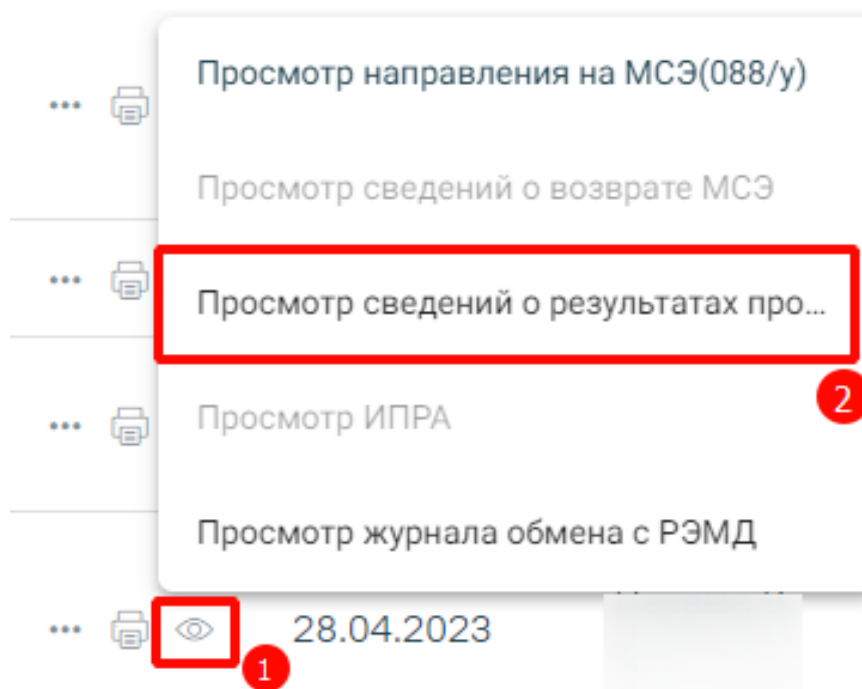 Просмотр направления на МСЭ(088/у)
Просмотр сведений о возврате МСЭ
Просмотр сведений о результатах про...
2
Просмотр ИПРА
Просмотр журнала обмена с РЭМД
28.04.2023
1